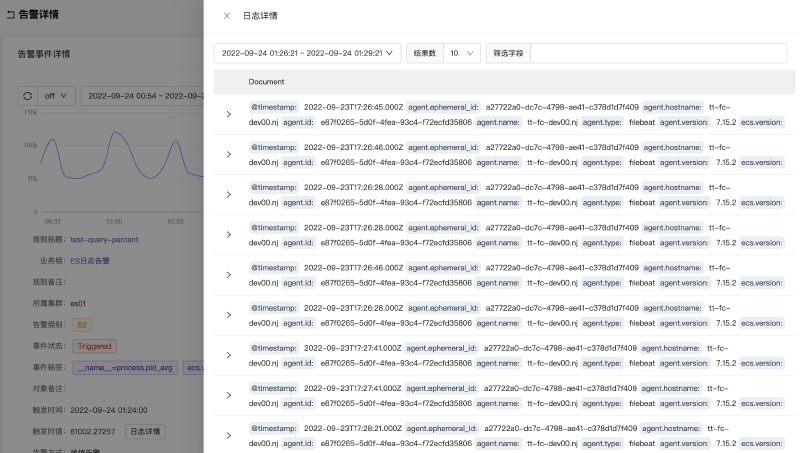 告警详情
告警事件详情
off
2022-09-24 00:54 ~ 2022-09-2
150k
100k
50k
0
00:55
01:00
01:05
规则标题: test-query-percent
业务组: ES日志告警
规则备注:
所属集群: es01
告警级别: S2
事件状态: Triggered
事件标签: __name__=process.pid_avg ecs.v
对象备注:
触发时间: 2022-09-24 01:24:00
触发时值: 61002.27257 日志详情
日志详情
2022-09-24 01:26:21 ~ 2022-09-24 01:29:21
结果数 10
筛选字段
Document
@timestamp: 2022-09-23T17:26:45.000Z agent.ephemeral_id: a27722a0-dc7c-4798-ae41-c378d1d7f409 agent.hostname: tt-fc-
dev00.nj agent.id: e87f0265-5d0f-4fea-93c4-f72ecfd35806 agent.name: tt-fc-dev00.nj agent.type: filebeat agent.version: 7.15.2 ecs.version:
@timestamp: 2022-09-23T17:26:46.000Z agent.ephemeral_id: a27722a0-dc7c-4798-ae41-c378d1d7f409 agent.hostname: tt-fc-
dev00.nj agent.id: e87f0265-5d0f-4fea-93c4-f72ecfd35806 agent.name: tt-fc-dev00.nj agent.type: filebeat agent.version: 7.15.2 ecs.version:
@timestamp: 2022-09-23T17:26:28.000Z agent.ephemeral_id: a27722a0-dc7c-4798-ae41-c378d1d7f409 agent.hostname: tt-fc-
dev00.nj agent.id: e87f0265-5d0f-4fea-93c4-f72ecfd35806 agent.name: tt-fc-dev00.nj agent.type: filebeat agent.version: 7.15.2 ecs.version:
@timestamp: 2022-09-23T17:26:28.000Z agent.ephemeral_id: a27722a0-dc7c-4798-ae41-c378d1d7f409 agent.hostname: tt-fc-
dev00.nj agent.id: e87f0265-5d0f-4fea-93c4-f72ecfd35806 agent.name: tt-fc-dev00.nj agent.type: filebeat agent.version: 7.15.2 ecs.version:
@timestamp: 2022-09-23T17:26:46.000Z agent.ephemeral_id: a27722a0-dc7c-4798-ae41-c378d1d7f409 agent.hostname: tt-fc-
dev00.nj agent.id: e87f0265-5d0f-4fea-93c4-f72ecfd35806 agent.name: tt-fc-dev00.nj agent.type: filebeat agent.version: 7.15.2 ecs.version:
@timestamp: 2022-09-23T17:26:28.000Z agent.ephemeral_id: a27722a0-dc7c-4798-ae41-c378d1d7f409 agent.hostname: tt-fc-
dev00.nj agent.id: e87f0265-5d0f-4fea-93c4-f72ecfd35806 agent.name: tt-fc-dev00.nj agent.type: filebeat agent.version: 7.15.2 ecs.version:
@timestamp: 2022-09-23T17:27:41.000Z agent.ephemeral_id: a27722a0-dc7c-4798-ae41-c378d1d7f409 agent.hostname: tt-fc-
dev00.nj agent.id: e87f0265-5d0f-4fea-93c4-f72ecfd35806 agent.name: tt-fc-dev00.nj agent.type: filebeat agent.version: 7.15.2 ecs.version:
@timestamp: 2022-09-23T17:27:41.000Z agent.ephemeral_id: a27722a0-dc7c-4798-ae41-c378d1d7f409 agent.hostname: tt-fc-
dev00.nj agent.id: e87f0265-5d0f-4fea-93c4-f72ecfd35806 agent.name: tt-fc-dev00.nj agent.type: filebeat agent.version: 7.15.2 ecs.version:
@timestamp: 2022-09-23T17:28:21.000Z agent.ephemeral_id: a27722a0-dc7c-4798-ae41-c378d1d7f409 agent.hostname: tt-fc-
dev00.nj agent.id: e87f0265-5d0f-4fea-93c4-f72ecfd35806 agent.name: tt-fc-dev00.nj agent.type: filebeat agent.version: 7.15.2 ecs.version: